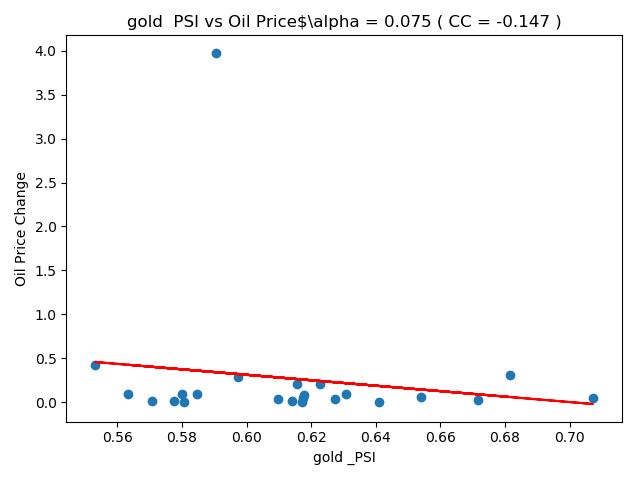 gold  PSI vs Oil Price$\alpha = 0.075 ( CC = -0.147 )
4.0
3.5
3.0
2.5
2.0
1.5
1.0
0.5
0.0
Oil Price Change
0.56 0.58 0.60 0.62 0.64 0.66 0.68 0.70
gold _PSI